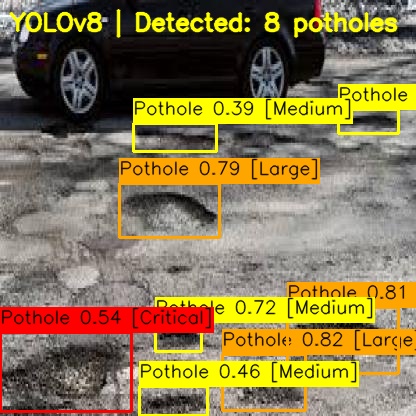 YOLOv8 | Detected: 8 potholes
Pothole
Pothole 0.39 [Medium]
Pothole 0.79 [Large]
Pothole 0.81
Pothole 0.72 [Medium]
Pothole 0.54 [Critical]
Pothole 0.82 [Large
Pothole 0.46 [Medium]